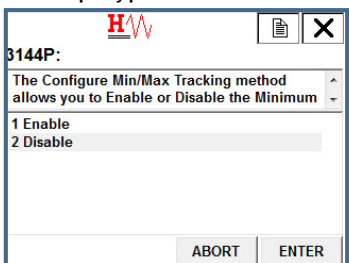 H
3144P:
The Configure Min/Max Tracking method
allows you to Enable or Disable the Minimum
1 Enable
2 Disable
ABORT
ENTER